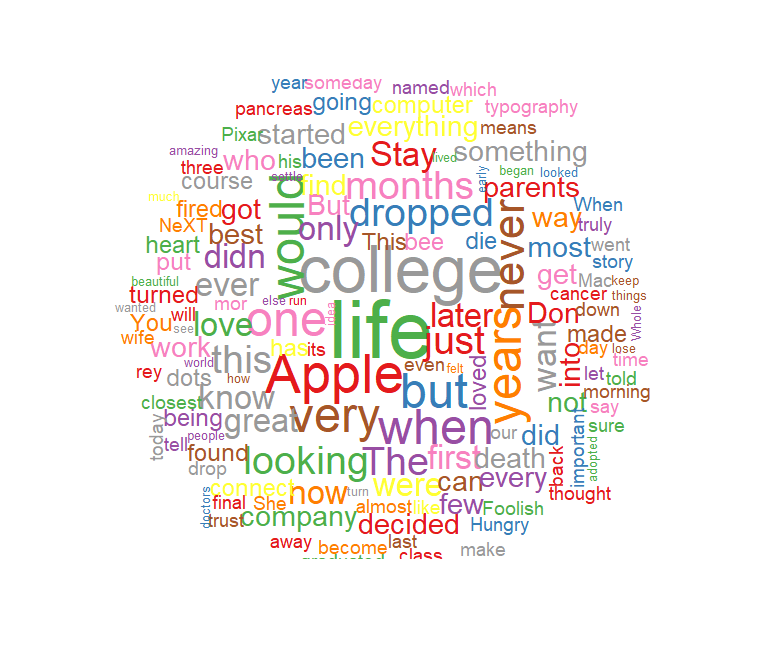 year someday named which
pancreas going computer typography
Pixar started everything means
amazing who his been Stay lived something
three settle early began looked
course find months parents
much would But dropped never When
fired got only way truly
NeXT best This bee die most went
heart didn college story
put ever get Mac keep
beautiful turned else run cancer things
wanted mor idea life later Don down
You will love one just years made Whole
see has its want day lose
wife work this even felt into time
world Apple loved let told
rey dots how but morning
closest know very when not say
being great our did sure
today people looking The first death important
tell found back adopted
drop were can every
connect how turn few thought
doctors final She almost like Foolish
trust company decided Hungry
away become last make
class